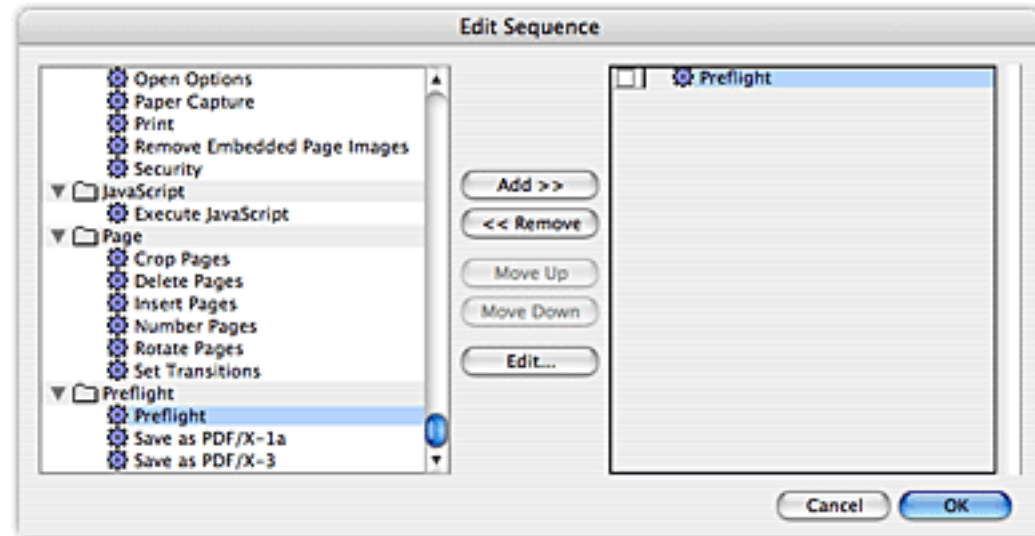 Edit Sequence
Open Options
Paper Capture
Print
Remove Embedded Page Images
Security
JavaScript
Execute JavaScript
Page
Crop Pages
Delete Pages
Insert Pages
Number Pages
Rotate Pages
Set Transitions
Preflight
Preflight
Save as PDF/X-1a
Save as PDF/X-3
Add >>
<< Remove
Move Up
Move Down
Edit...
Preflight
Cancel
OK